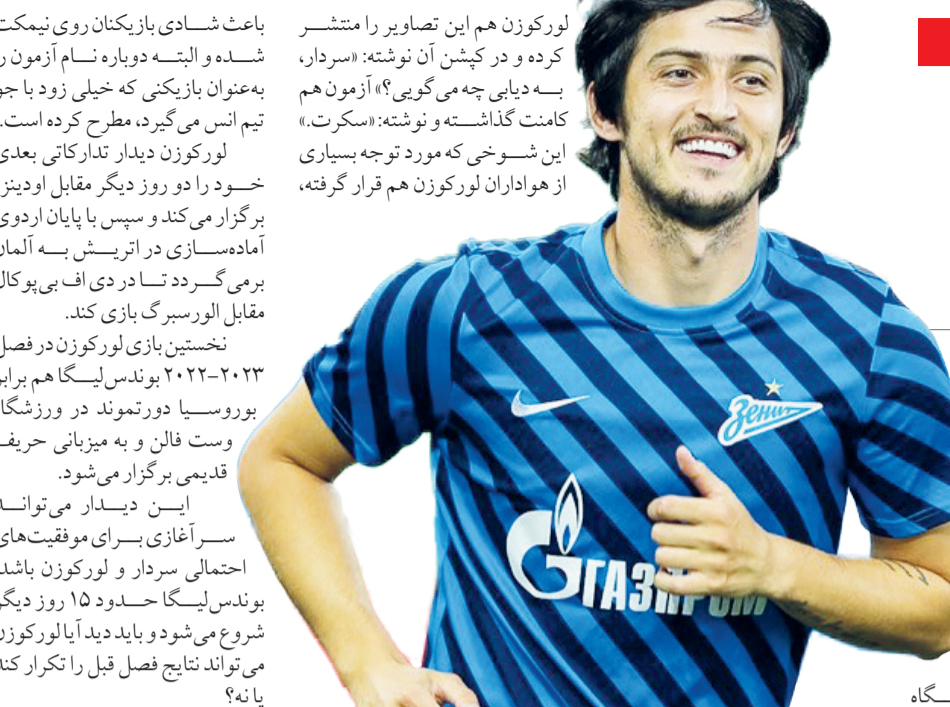 لورکوزن هم این تصاویر را منتشر
کرده و در کپشن آن نوشته: «سردار،
به دیابی چه می‌گویی؟» آزمون هم
کامنت گذاشته و نوشته: «سکرت.»
این شوخی که مورد توجه بسیاری
از هواداران لورکوزن هم قرار گرفته،
باعث شادی بازیکنان روی نیمکت
شده و البته دوباره نام آزمون
به‌عنوان بازیکنی که خیلی زود با
تیم انس می‌گیرد، مطرح کرده است.
لورکوزن دیدار تدارکاتی بعدی
خود را دو روز دیگر مقابل
برگزار می‌کند و سپس با پایان اردوی
آماده‌سازی در اتریش به
برمی‌گردد تا در دی اف بی‌پوکال
مقابل الورسبرگ بازی کند.
نخستین بازی لورکوزن در فصل
۲۰۲۳-۲۰۲۲ بوندس‌لیگا هم
بوروسیا دورتموند در
وست فالن و به میزبانی حریف
قدیمی برگزار می‌شود.
این دیدار می‌تواند
سرآغازی برای موفقیت‌های
احتمالی سردار و لورکوزن باشد.
بوندس‌لیگا حدود ۱۵ روز دیگر
شروع می‌شود و باید دید آیا لورکوزن
می‌تواند نتایج فصل قبل را تکرار کند
یا نه؟
Зенит
ГАЗПРОМ